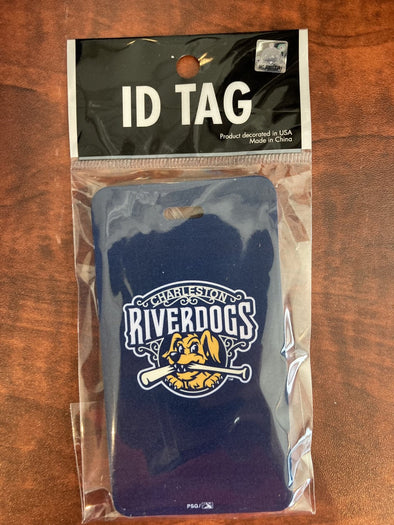 ID TAG
Product decorated in USA
Made in China
CHARLESTON
RIVERDOGS
PSG/